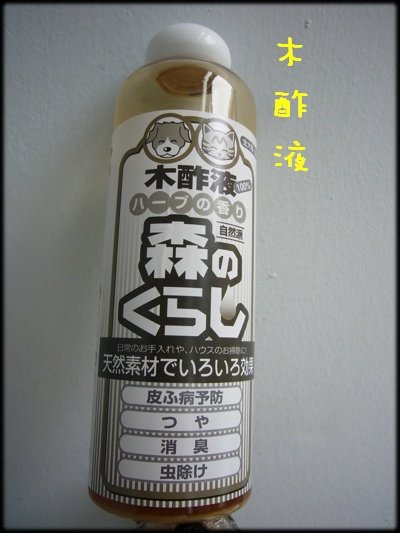 木酢液
木酢液100%
ハーブの香り
自然派
森の
くらし
日常のお手入れや、ハウスのお掃除に!
天然素材でいろいろ効果
皮ふ病予防
つや
消臭
虫除け